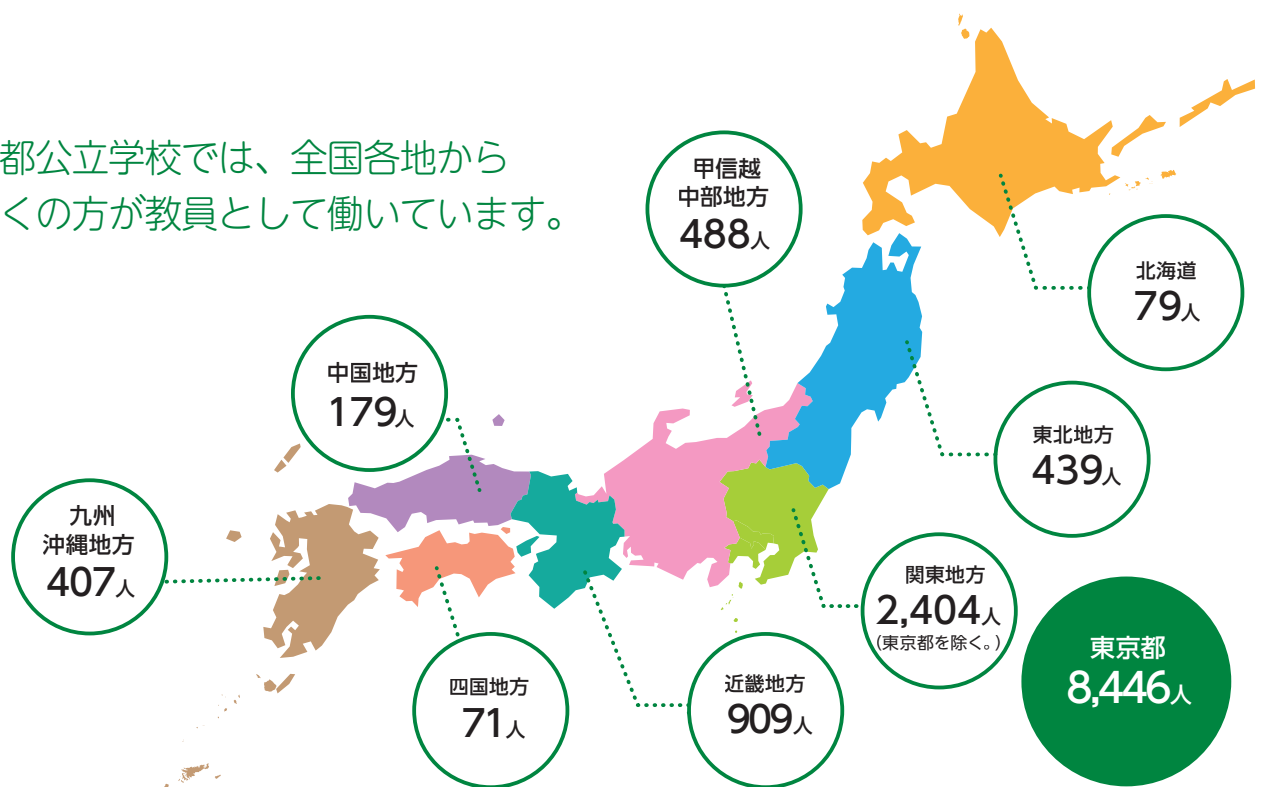 都公立学校では、全国各地から
くの方が教員として働いています。
甲信越
中部地方
488人
北海道
79人
中国地方
179人
東北地方
439人
九州
沖縄地方
407人
関東地方
2,404人
(東京都を除く。)
東京都
8,446人
四国地方
71人
近畿地方
909人